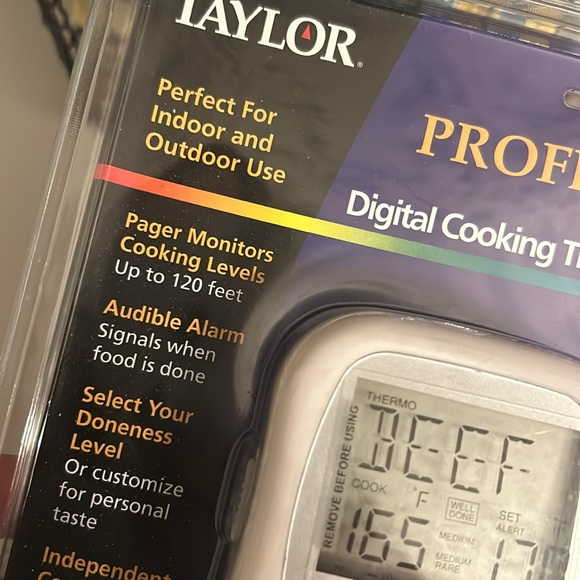 TAYLOR
Perfect For
Indoor and
Outdoor Use
Digital Cooking
Pager Monitors
Cooking Levels
Up to 120 feet
Audible Alarm
Signals when
food is done
Select Your
Doneness
Level
Or customize
for personal
taste
Independent
REMOVE BEFORE USING
THERMO
BEEF
COOK °F WELL DONE SET ALERT
165 MEDIUM
MEDIUM RARE